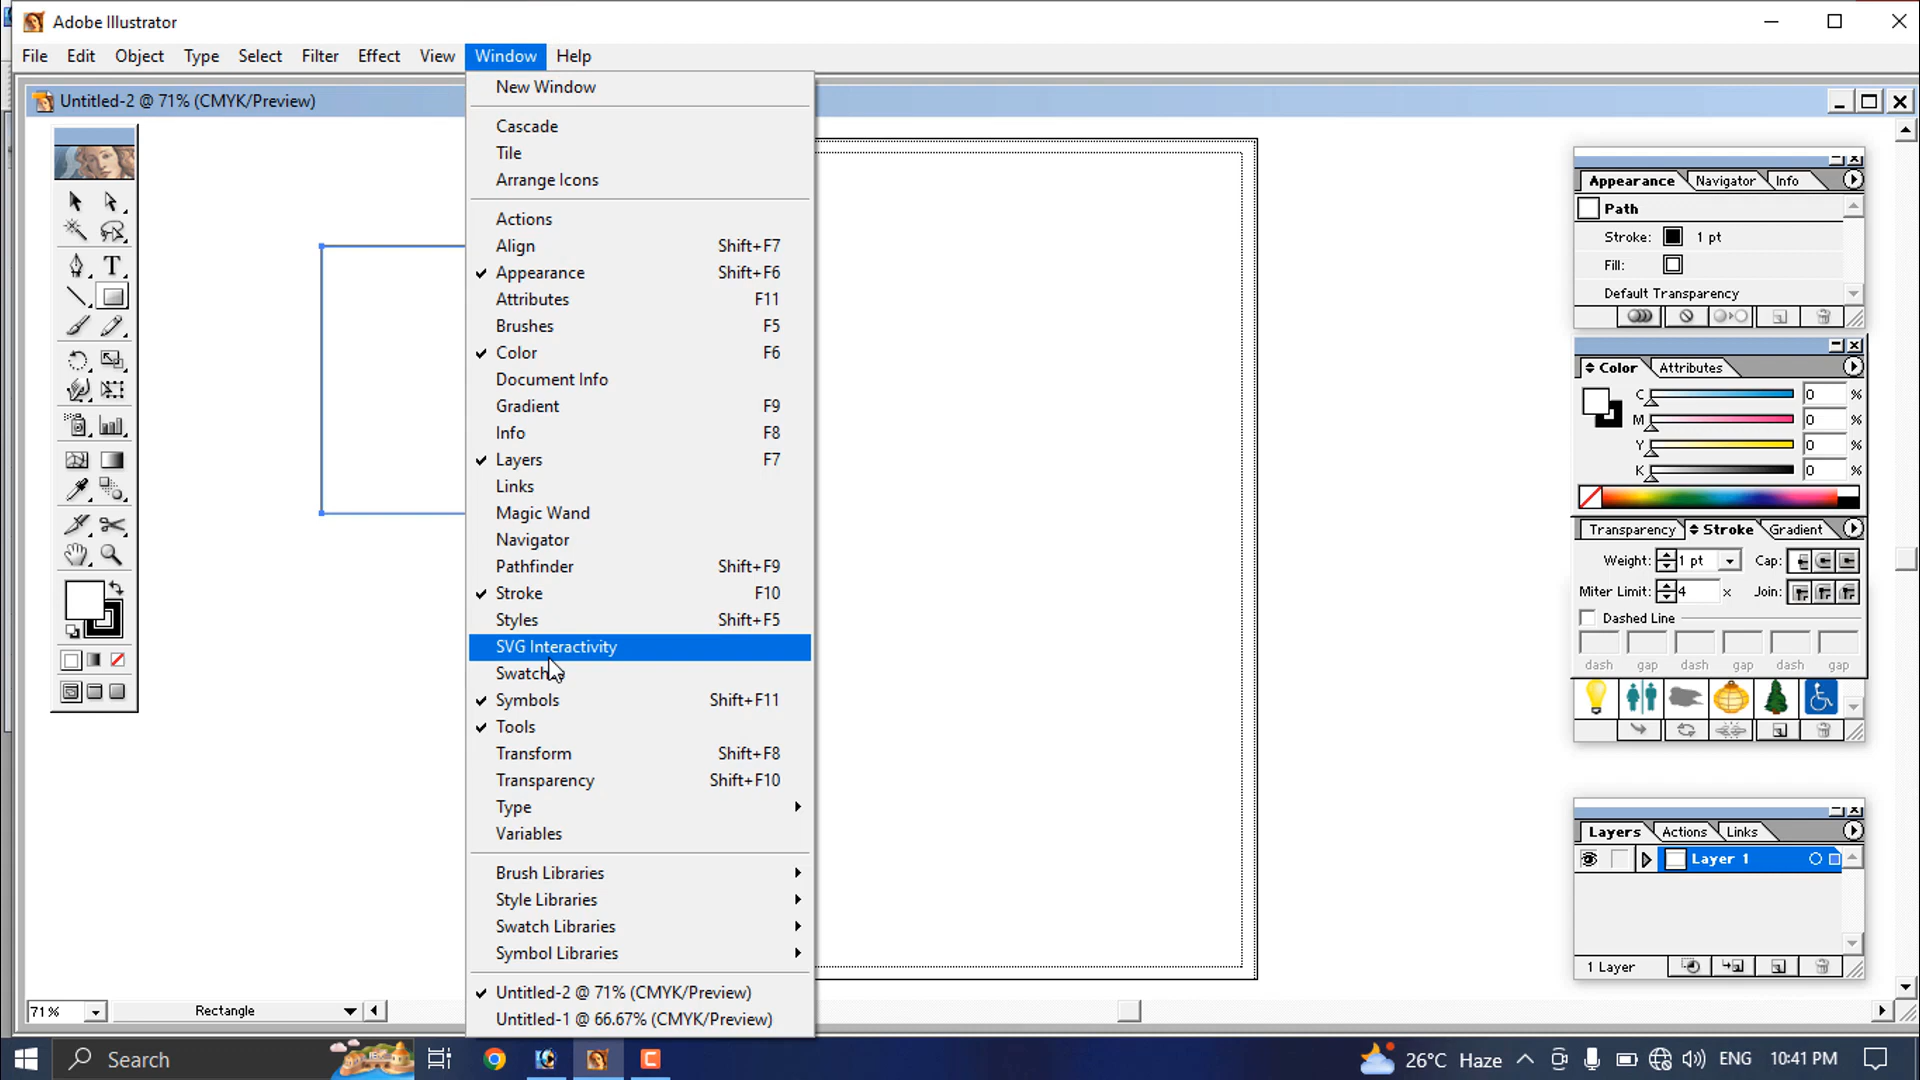 Adobe Illustrator
File Edit Object Type Select Filter Effect View Window Help
Untitled-2 @ 71% (CMYK/Preview)
New Window
Cascade
Tile
Arrange Icons
Actions
Align Shift+F7
Appearance Shift+F6
Attributes F11
Brushes F5
Color F6
Document Info
Gradient F9
Info F8
Layers F7
Links
Magic Wand
Navigator
Pathfinder Shift+F9
Stroke F10
Styles Shift+F5
SVG Interactivity
Symbols Shift+F11
Tools
Transform Shift+F8
Transparency Shift+F10
Type
Variables
Brush Libraries
Style Libraries
Swatch Libraries
Symbol Libraries
Untitled-2 @ 71% (CMYK/Preview)
Untitled-1 @ 66.67% (CMYK/Preview)
Appearance Navigator Info
Path
Stroke: 1 pt
Fill:
Default Transparency
Color Attributes
C 0 %
M 0 %
Y 0 %
K 0 %
Transparency Stroke Gradient
Weight: 1 pt Cap:
Miter Limit: 4 x Join:
Dashed Line
dash gap dash gap dash gap
Layers Actions Links
Layer 1
1 Layer
71% Rectangle
Search
26°C Haze ENG 10:41 PM